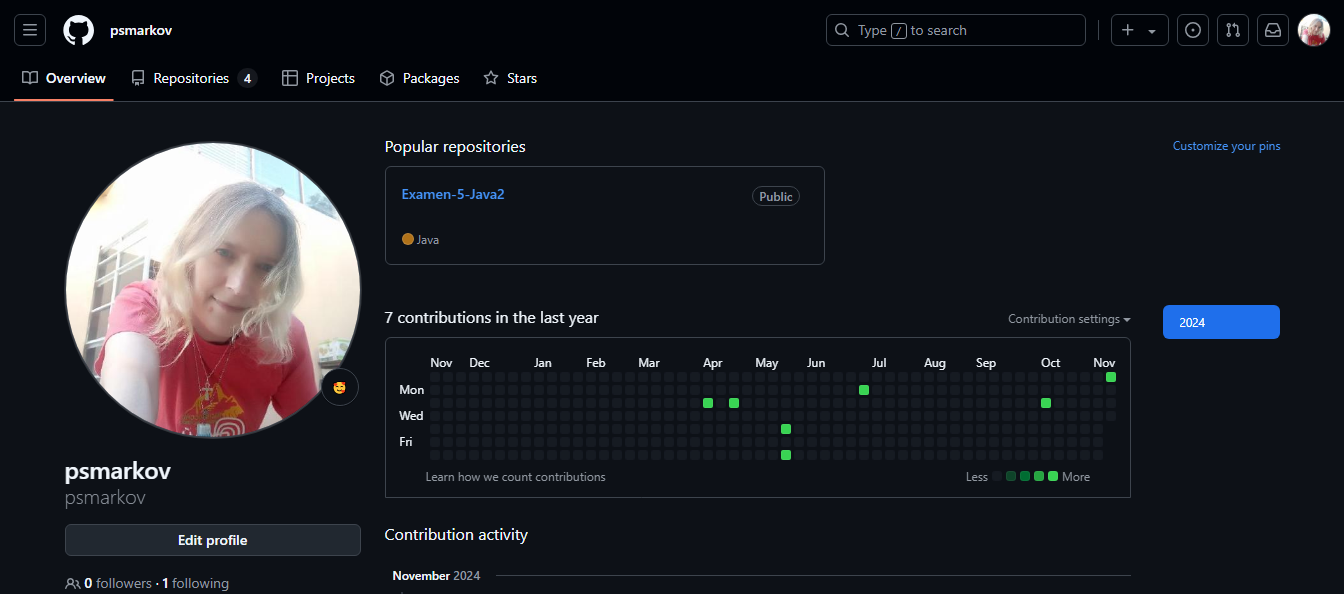 psmarkov
Type / to search
Overview
Repositories 4
Projects
Packages
Stars
Popular repositories
Customize your pins
Examen-5-Java2
Public
Java
7 contributions in the last year
Contribution settings
2024
Nov Dec Jan Feb Mar Apr May Jun Jul Aug Sep Oct Nov
Mon
Wed
Fri
Learn how we count contributions
Less More
psmarkov
psmarkov
Edit profile
0 followers · 1 following
Contribution activity
November 2024